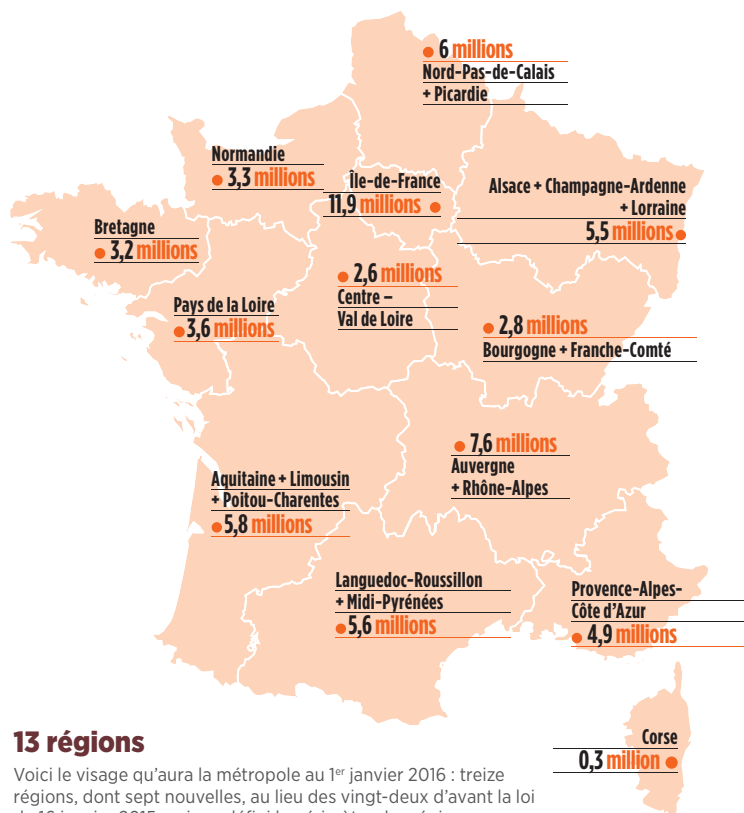 6 millions
Nord-Pas-de-Calais
+ Picardie
Normandie
3,3 millions
Île-de-France
11,9 millions
Alsace + Champagne-Ardenne
+ Lorraine
5,5 millions
Bretagne
3,2 millions
2,6 millions
Centre –
Val de Loire
Pays de la Loire
3,6 millions
2,8 millions
Bourgogne + Franche-Comté
7,6 millions
Auvergne
+ Rhône-Alpes
Aquitaine + Limousin
+ Poitou-Charentes
5,8 millions
Languedoc-Roussillon
+ Midi-Pyrénées
5,6 millions
Provence-Alpes-
Côte d'Azur
4,9 millions
Corse
0,3 million
13 régions
Voici le visage qu'aura la métropole au 1er janvier 2016 : treize
régions, dont sept nouvelles, au lieu des vingt-deux d'avant la loi